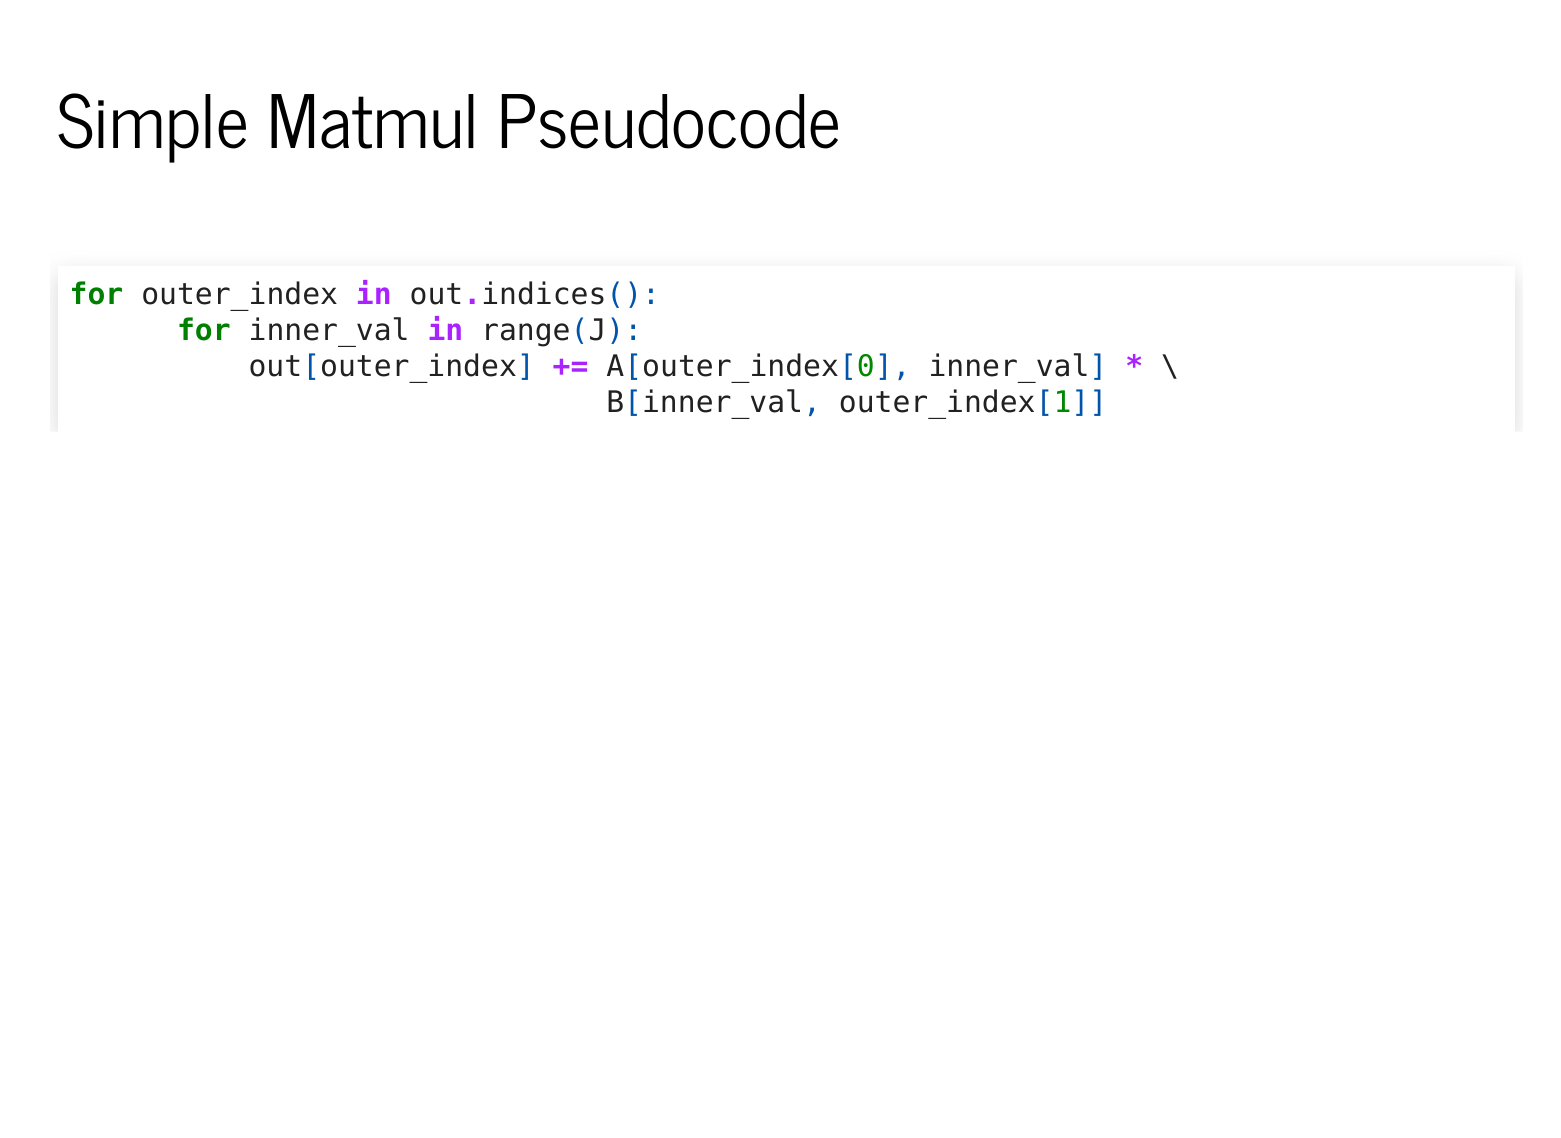 Simple Matmul Pseudocode
for outer_index in out.indices():
      for inner_val in range(J):
          out[outer_index] += A[outer_index[0], inner_val] * \
                              B[inner_val, outer_index[1]]